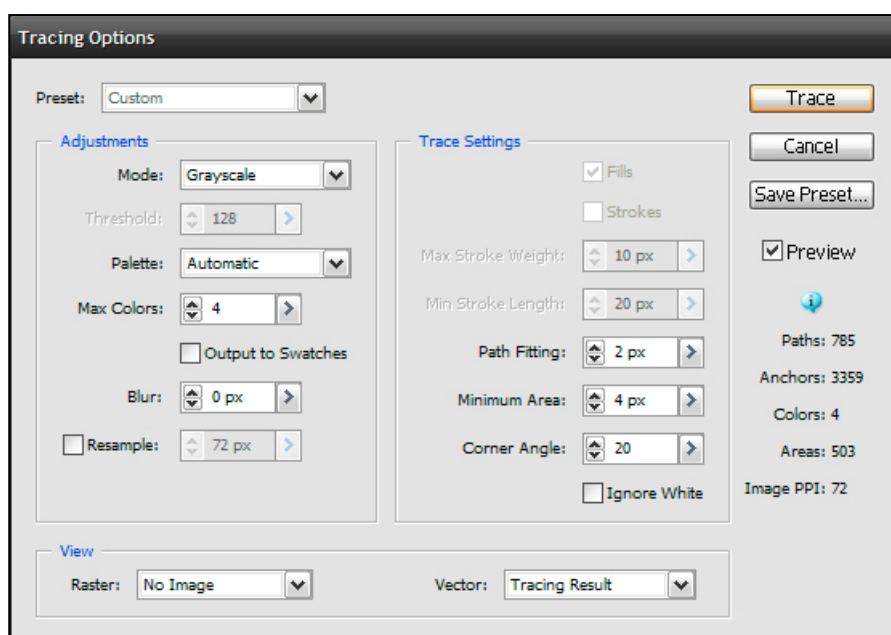 Tracing Options
Preset: Custom
Trace
Cancel
Save Preset...
Preview
Paths: 785
Anchors: 3359
Colors: 4
Areas: 503
Image PPI: 72
Adjustments
Mode: Grayscale
Threshold: 128
Palette: Automatic
Max Colors: 4
Output to Swatches
Blur: 0 px
Resample: 72 px
Trace Settings
Fills
Strokes
Max Stroke Weight: 10 px
Min Stroke Length: 20 px
Path Fitting: 2 px
Minimum Area: 4 px
Corner Angle: 20
Ignore White
View
Raster: No Image
Vector: Tracing Result